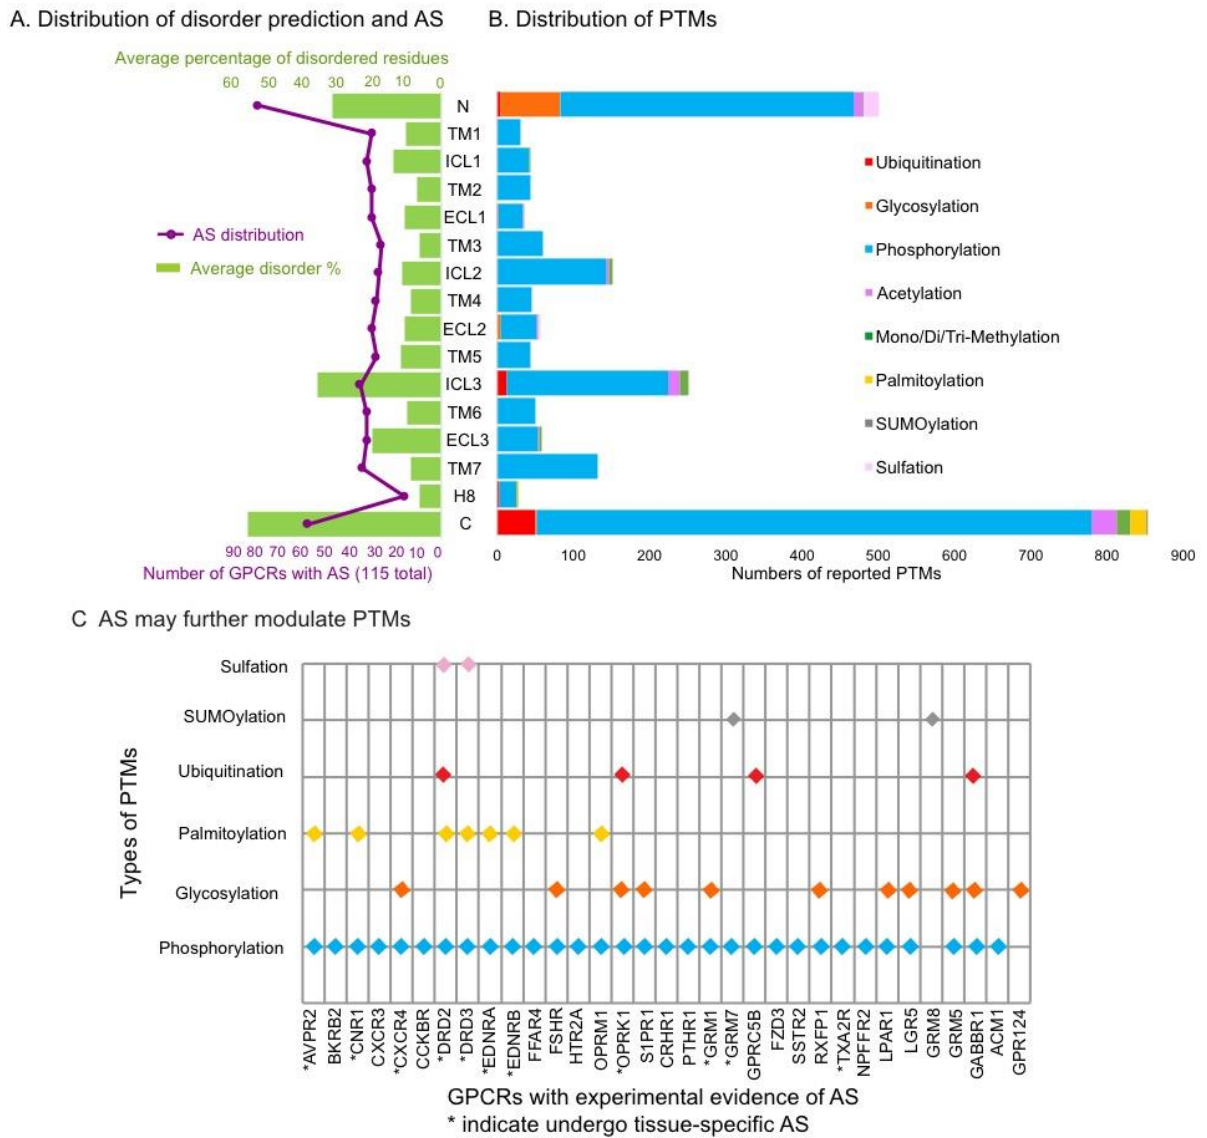 A. Distribution of disorder prediction and AS
B. Distribution of PTMs
Average percentage of disordered residues
60 50 40 30 20 10 0
N
TM1
ICL1
TM2
ECL1
TM3
ICL2
TM4
ECL2
TM5
ICL3
TM6
ECL3
TM7
H8
C
AS distribution
Average disorder %
90 80 70 60 50 40 30 20 10 0
Number of GPCRs with AS (115 total)
Ubiquitination
Glycosylation
Phosphorylation
Acetylation
Mono/Di/Tri-Methylation
Palmitoylation
SUMOylation
Sulfation
0 100 200 300 400 500 600 700 800 900
Numbers of reported PTMs
C AS may further modulate PTMs
Types of PTMs
Sulfation
SUMOylation
Ubiquitination
Palmitoylation
Glycosylation
Phosphorylation
*AVPR2
BKRB2
*CNR1
CXCR3
*CXCR4
CCKBR
*DRD2
*DRD3
*EDNRA
*EDNRB
FFAR4
FSHR
HTR2A
OPRM1
*OPRK1
S1PR1
CRHR1
PTHR1
*GRM1
*GRM7
GPRC5B
FZD3
SSTR2
RXFP1
*TXA2R
NPFFR2
LPAR1
LGR5
GRM8
GRM5
GABBR1
ACM1
GPR124
GPCRs with experimental evidence of AS
* indicate undergo tissue-specific AS